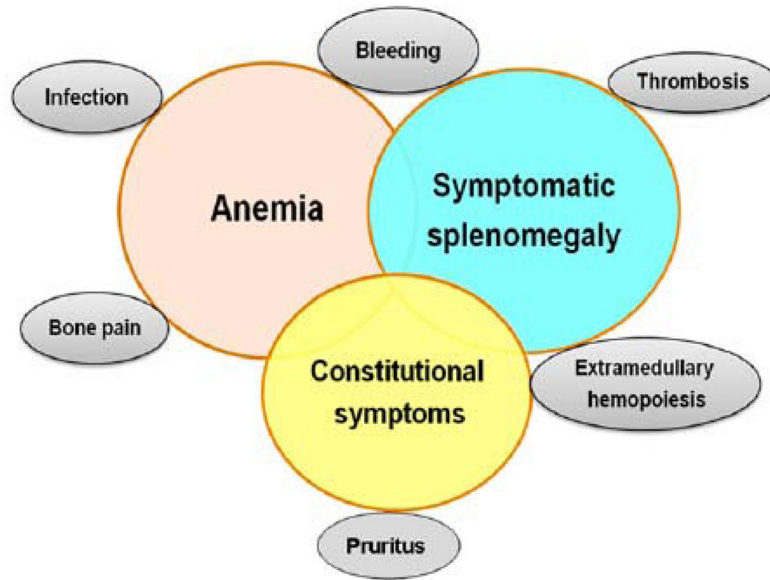 Bleeding
Thrombosis
Infection
Anemia
Symptomatic
splenomegaly
Bone pain
Constitutional
symptoms
Extramedullary
hemopoiesis
Pruritus